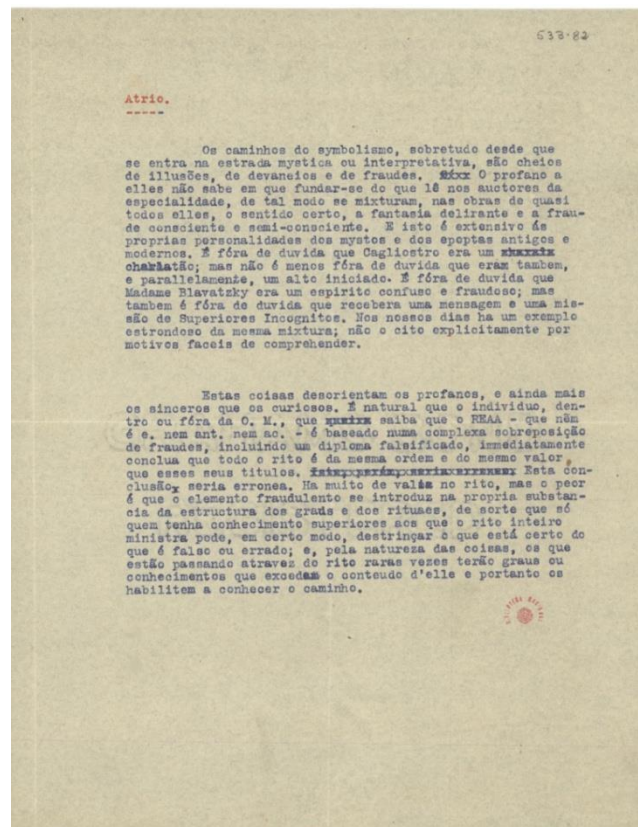 533-82
Atrio.
Os caminhos do symbolismo, sobretudo desde que
se entra na estrada mystica ou interpretativa, são cheios
de illusões, de devaneios e de fraudes. O profano a
elles não sabe em que fundar-se do que lê nos auctores da
especialidade, de tal modo se mixturam, nas obras de quasi
todos elles, o sentido certo, a fantasia delirante e a frau-
de consciente e semi-consciente. E isto é extensivo ás
proprias personalidades dos mystos e dos epoptas antigos e
modernos. É fóra de duvida que Cagliostro era um
charlatão; mas não é menos fóra de duvida que era tambem,
e parallelamente, um alto iniciado. É fóra de duvida que
Madame Blavatzky era um espirito confuso e fraudoso; mas
tambem é fóra de duvida que recebera uma mensagem e uma mis-
são de Superiores Incognitos. Nos nossos dias ha um exemplo
estrondoso da mesma mixtura; não o cito explicitamente por
motivos faceis de comprehender.
Estas coisas desorientam os profanos, e ainda mais
os sinceros que os curiosos. É natural que o individuo, den-
tro ou fóra da O. M., que saiba que o REAA - que nem
é e. nem ant. nem ac. - é baseado numa complexa sobreposição
de fraudes, incluindo um diploma falsificado, immediatamente
conclua que todo o rito é da mesma ordem e do mesmo valor,
que esses seus titulos. Esta con-
clusão seria erronea. Ha muito de valia no rito, mas o peor
é que o elemento fraudulento se introduz na propria substan-
cia da estructura dos graus e dos rituaes, de sorte que só
quem tenha conhecimento superiores aos que o rito inteiro
ministra pode, em certo modo, destrinçar o que está certo do
que é falso ou errado; e, pela natureza das coisas, os que
estão passando atravez do rito raras vezes terão graus ou
conhecimentos que excedam o conteudo d'elle e portanto os
habilitem a conhecer o caminho.